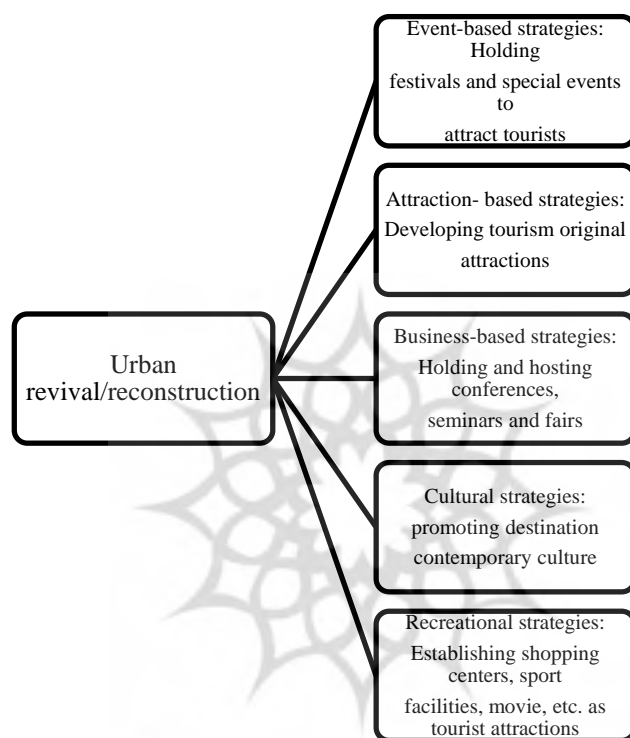 Event-based strategies:
Holding
festivals and special events
to
attract tourists
Attraction- based strategies:
Developing tourism original
attractions
Urban
revival/reconstruction
Business-based strategies:
Holding and hosting
conferences,
seminars and fairs
Cultural strategies:
promoting destination
contemporary culture
Recreational strategies:
Establishing shopping
centers, sport
facilities, movie, etc. as
tourist attractions